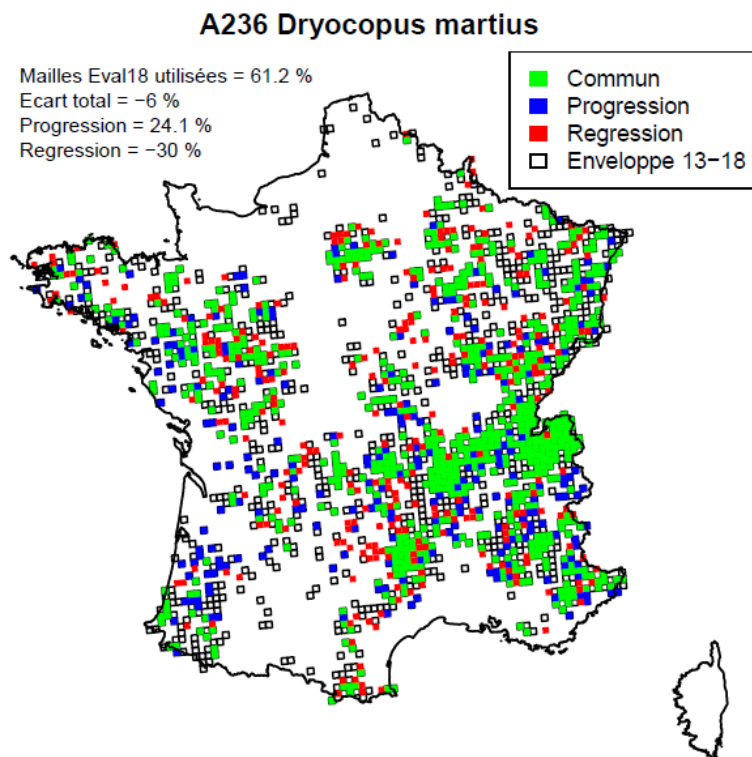 A236 Dryocopus martius
Mailles Eval18 utilisées = 61.2 %
Ecart total = −6 %
Progression = 24.1 %
Regression = −30 %
Commun
Progression
Regression
Enveloppe 13−18